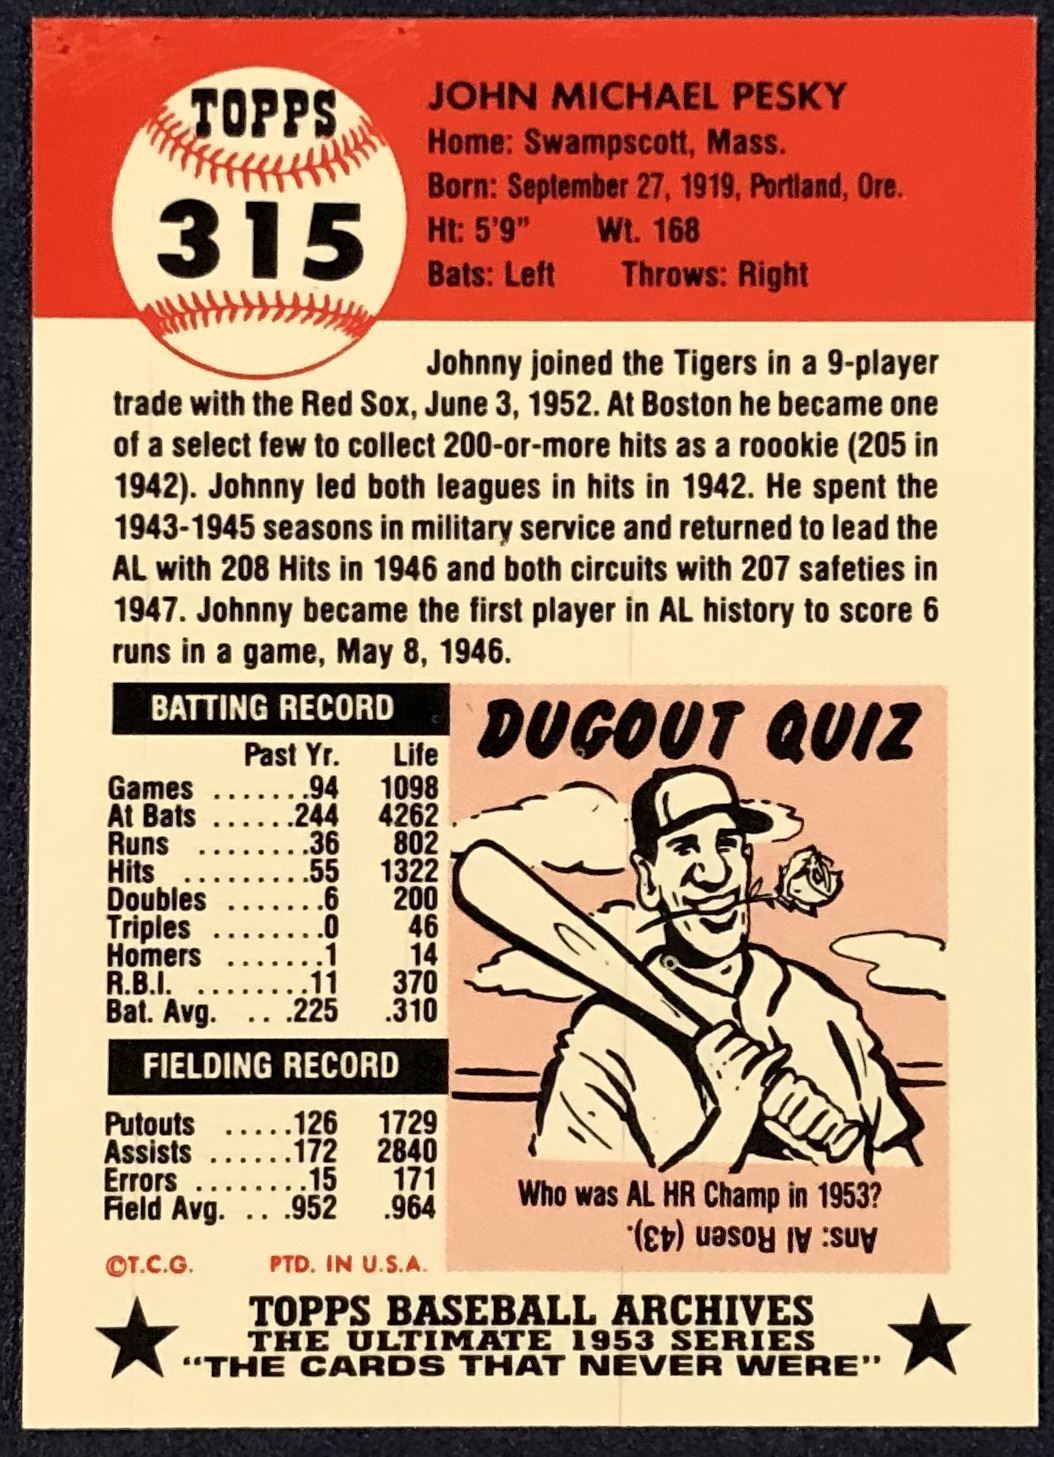 TOPPS
315
JOHN MICHAEL PESKY
Home: Swampscott, Mass.
Born: September 27, 1919, Portland, Ore.
Ht: 5'9" Wt. 168
Bats: Left Throws: Right
Johnny joined the Tigers in a 9-player
trade with the Red Sox, June 3, 1952. At Boston he became one
of a select few to collect 200-or-more hits as a roookie (205 in
1942). Johnny led both leagues in hits in 1942. He spent the
1943-1945 seasons in military service and returned to lead the
AL with 208 Hits in 1946 and both circuits with 207 safeties in
1947. Johnny became the first player in AL history to score 6
runs in a game, May 8, 1946.
BATTING RECORD
Past Yr. Life
Games .......94 1098
At Bats ......244 4262
Runs ........36 802
Hits .........55 1322
Doubles .......6 200
Triples ........0 46
Homers .......1 14
R.B.I. ........11 370
Bat. Avg. .. .225 .310
FIELDING RECORD
Putouts .....126 1729
Assists ......172 2840
Errors ........15 171
Field Avg. .. .952 .964
©T.C.G. PTD. IN U.S.A.
DUGOUT QUIZ
Who was AL HR Champ in 1953?
Ans: Al Rosen (43).
TOPPS BASEBALL ARCHIVES
THE ULTIMATE 1953 SERIES
"THE CARDS THAT NEVER WERE"